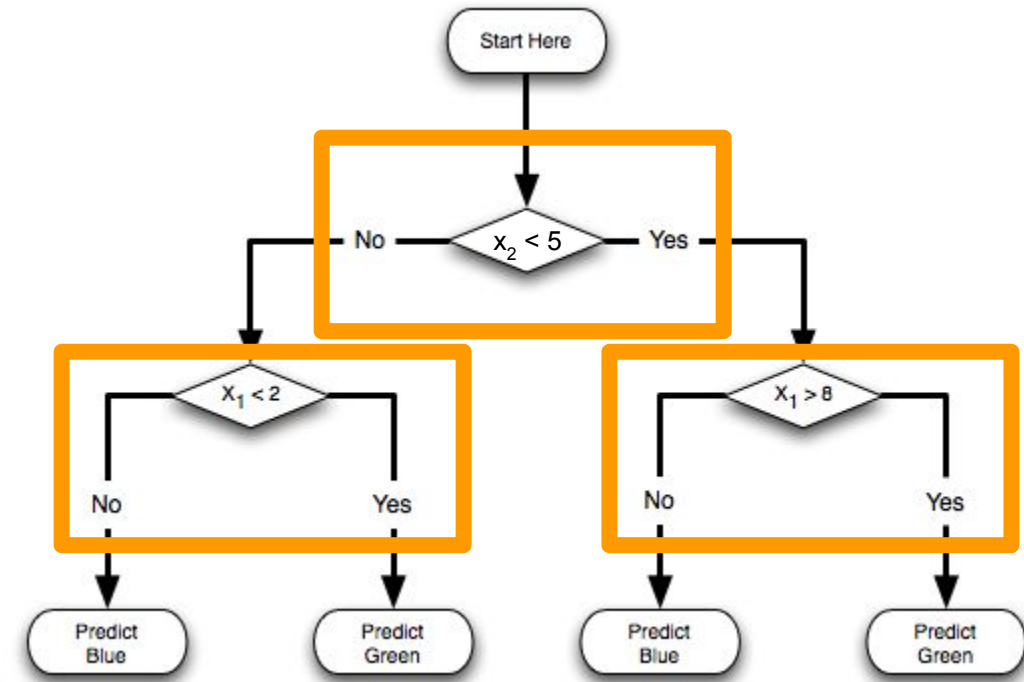 Start Here
No
x₂ < 5
Yes
X₁ < 2
X₁ > 8
No
Yes
No
Yes
Predict
Blue
Predict
Green
Predict
Blue
Predict
Green